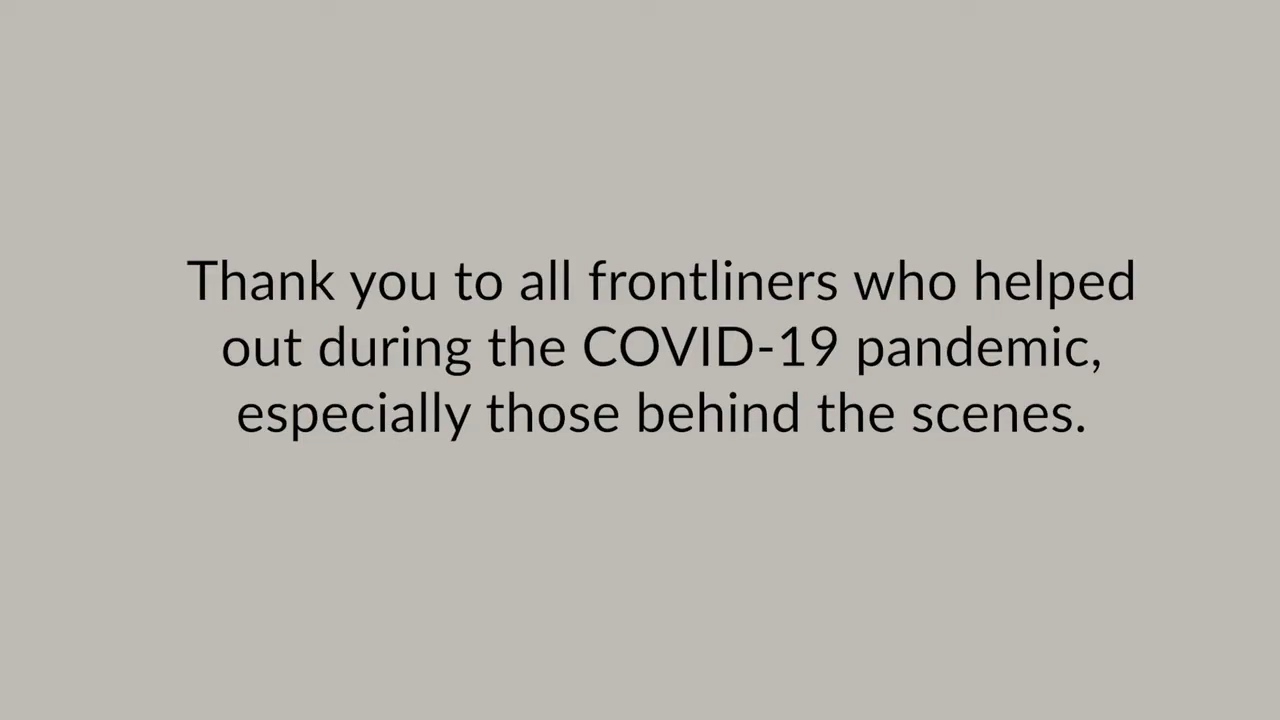 Thank you to all frontliners who helped
out during the COVID-19 pandemic,
especially those behind the scenes.